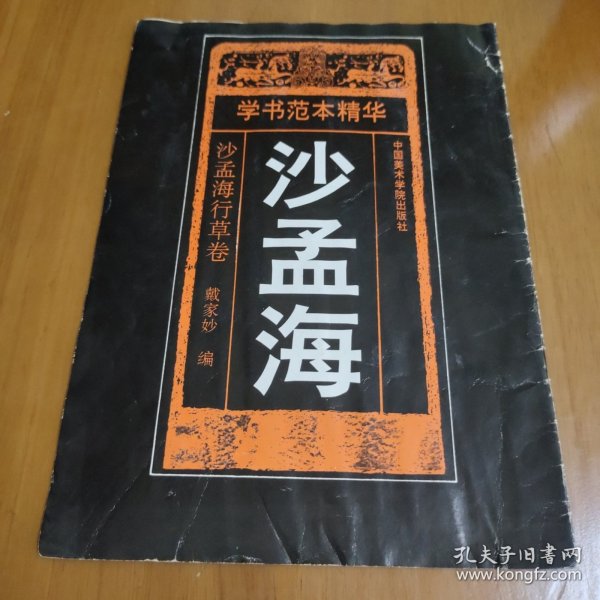 学书范本精华
沙孟海
沙孟海行草卷
戴家妙 编
中国美术学院出版社
孔夫子旧书网
www.kongfz.com